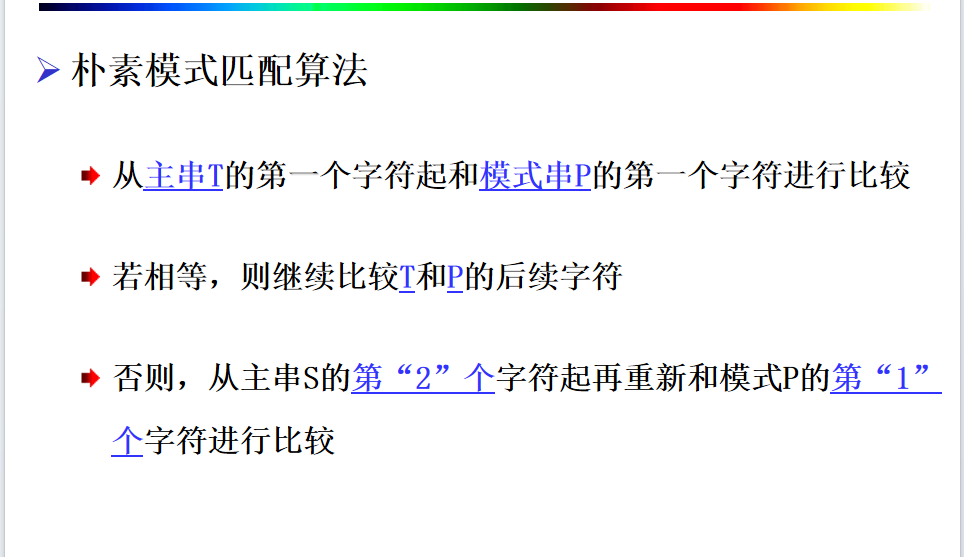 朴素模式匹配算法
从主串T的第一个字符起和模式串P的第一个字符进行比较
若相等，则继续比较T和P的后续字符
否则，从主串S的第“2”个字符起再重新和模式P的第“1”
个字符进行比较